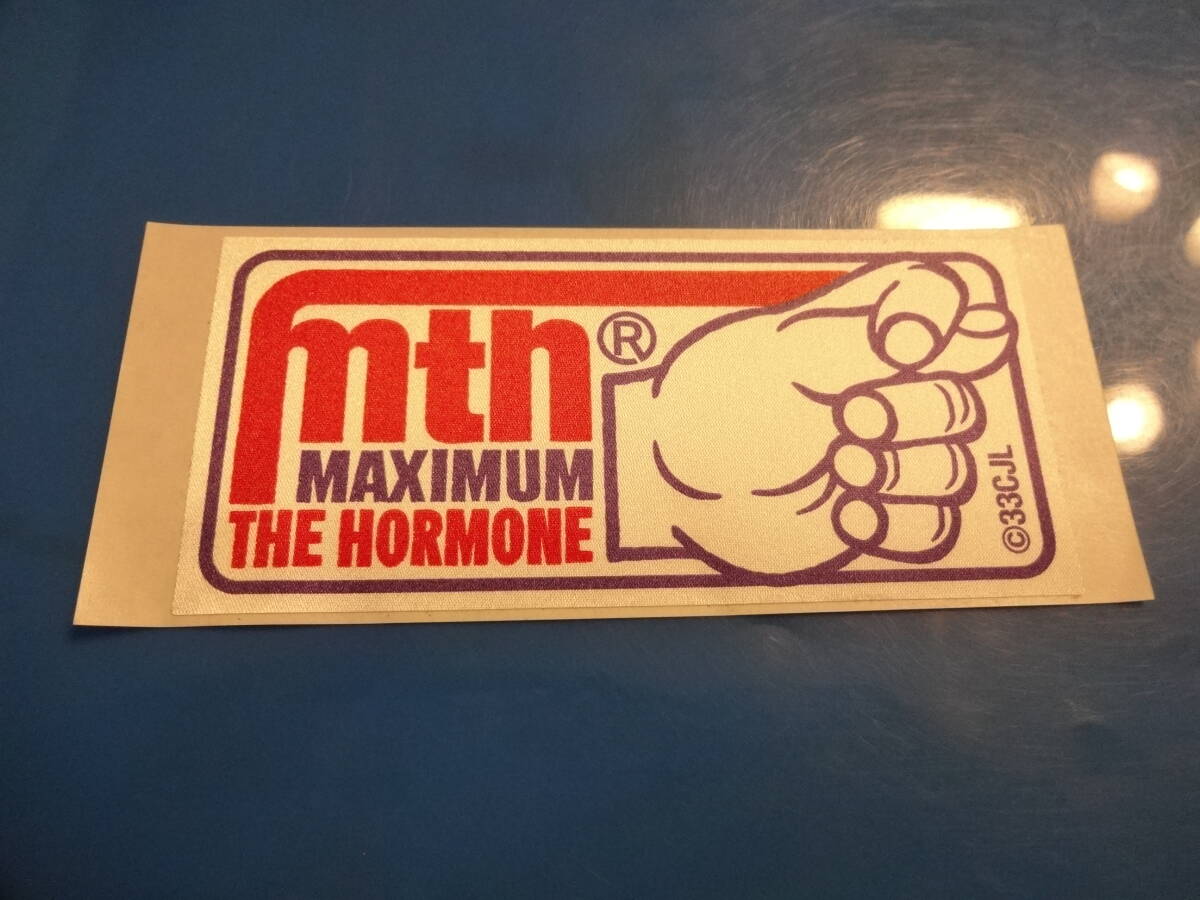 mth®
MAXIMUM
THE HORMONE
©33CJL